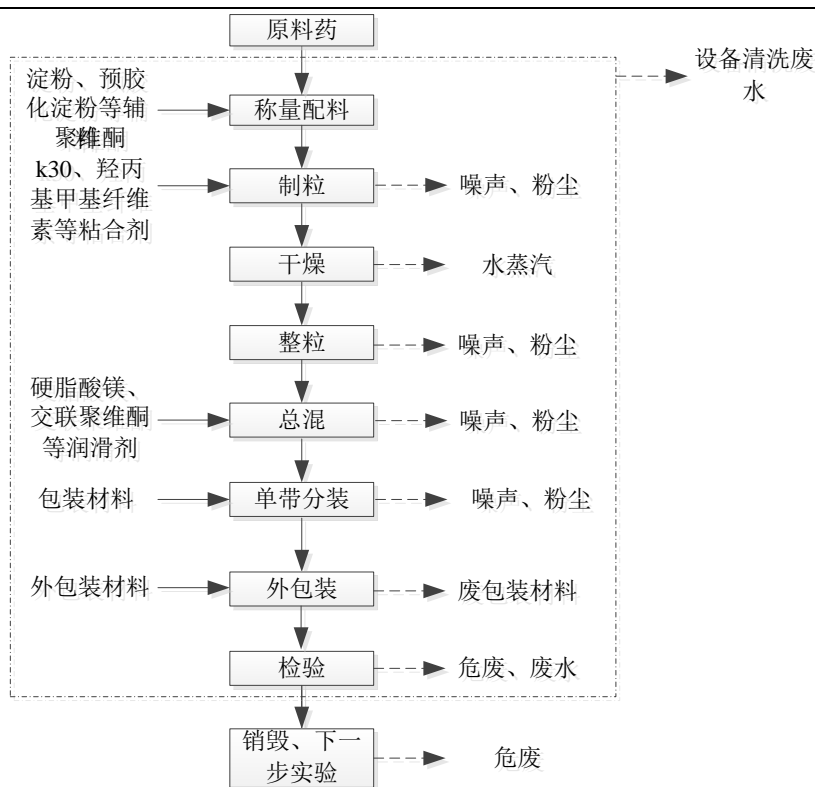 原料药
设备清洗废
水
淀粉、预胶
化淀粉等辅
称量配料
聚维酮
k30、羟丙
基甲基纤维
素等粘合剂
制粒
噪声、粉尘
干燥
水蒸汽
整粒
噪声、粉尘
硬脂酸镁、
交联聚维酮
等润滑剂
总混
噪声、粉尘
包装材料
单带分装
噪声、粉尘
外包装材料
外包装
废包装材料
检验
危废、废水
销毁、下一
步实验
危废